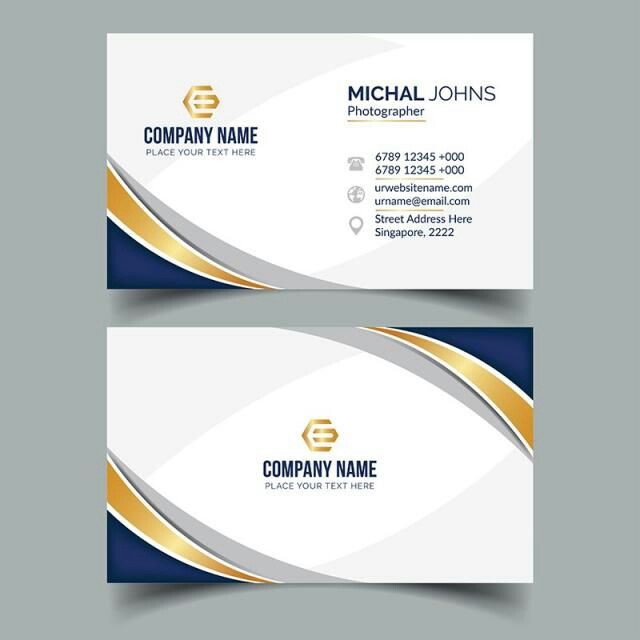 COMPANY NAME
PLACE YOUR TEXT HERE
MICHAL JOHNS
Photographer
6789 12345 +000
6789 12345 +000
urwebsitename.com
urname@email.com
Street Address Here
Singapore, 2222
COMPANY NAME
PLACE YOUR TEXT HERE